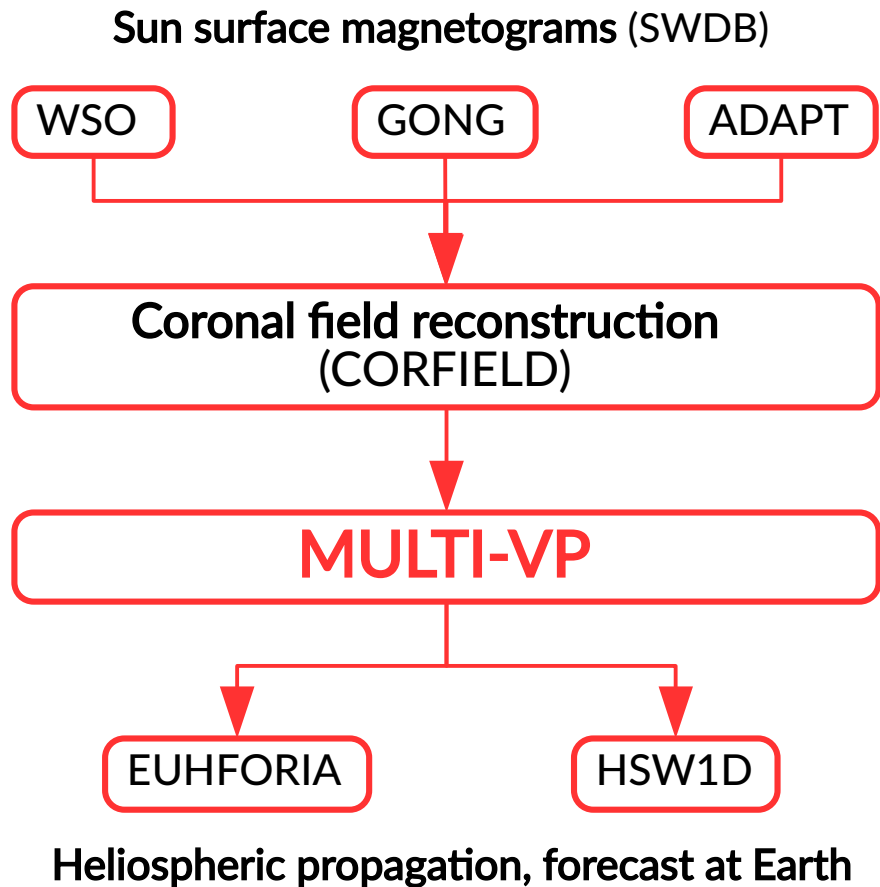 Sun surface magnetograms (SWDB)
WSO GONG ADAPT
Coronal field reconstruction
(CORFIELD)
MULTI-VP
EUHFORIA HSW1D
Heliospheric propagation, forecast at Earth